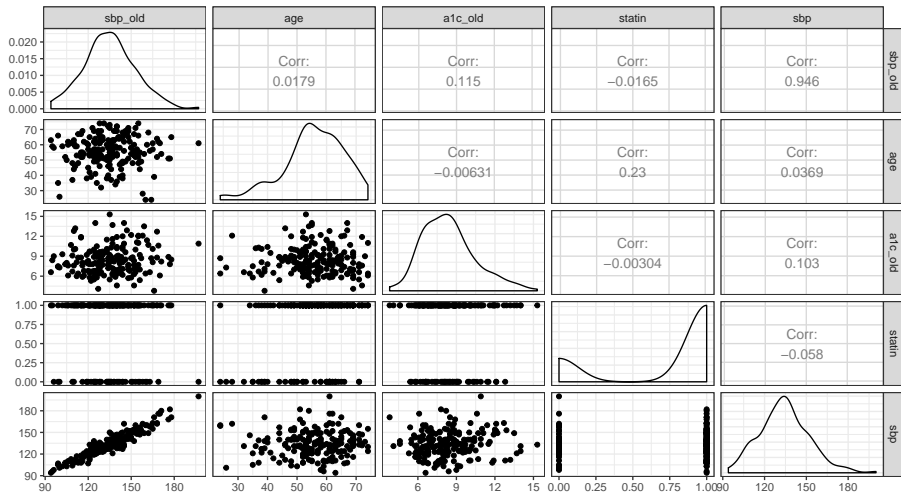 sbp_old age a1c_old statin sbp
0.020
0.015
0.010
0.005
0.000
Corr:
0.0179
Corr:
0.115
Corr:
−0.0165
Corr:
0.946
sbp_old
70
60
50
40
30
Corr:
−0.00631
Corr:
0.23
Corr:
0.0369
age
15
12
9
6
Corr:
−0.00304
Corr:
0.103
a1c_old
1.00
0.75
0.50
0.25
0.00
Corr:
−0.058
statin
180
150
120
90
sbp
90 120 150 180 30 40 50 60 70 6 9 12 15 0.00 0.25 0.50 0.75 1.00 90 120 150 180